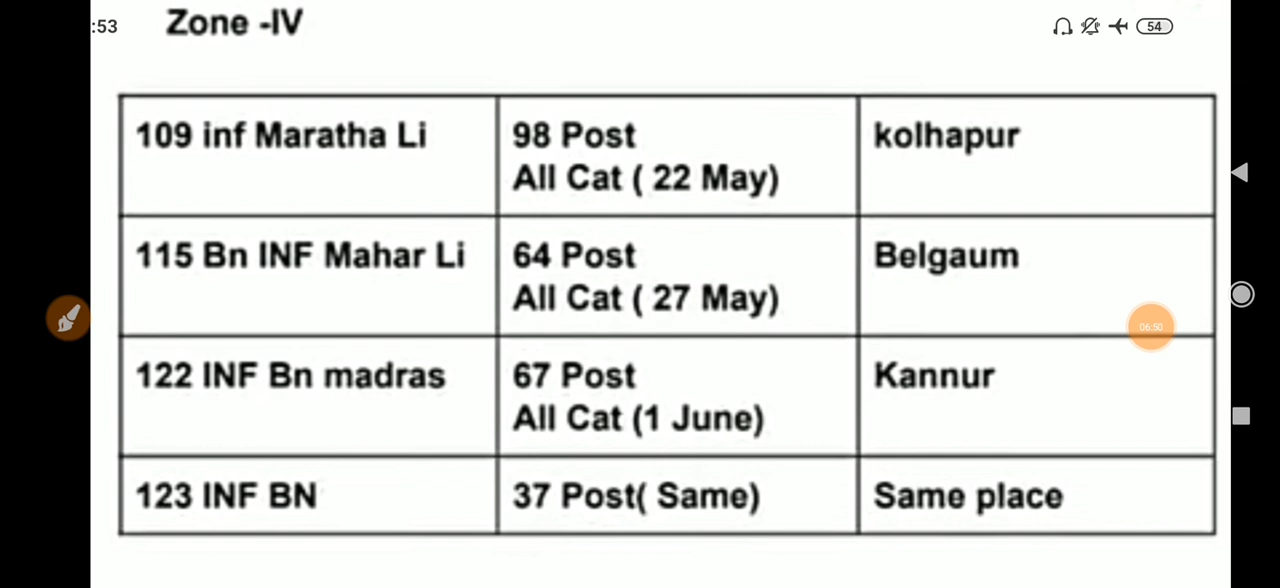 :53
Zone -IV
54
109 inf Maratha Li
98 Post
All Cat ( 22 May)
kolhapur
115 Bn INF Mahar Li
64 Post
All Cat ( 27 May)
Belgaum
06:50
122 INF Bn madras
67 Post
All Cat (1 June)
Kannur
123 INF BN
37 Post( Same)
Same place